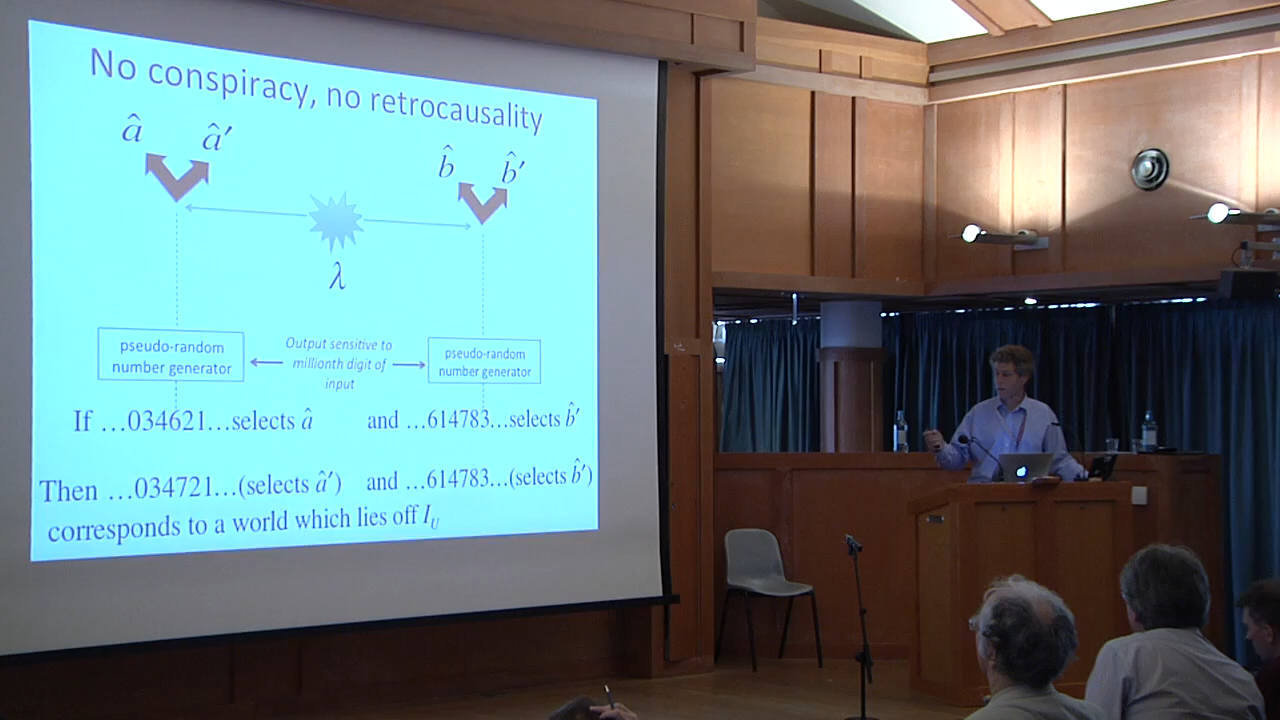 No conspiracy, no retrocausality
â â′ b̂ b̂′
λ
pseudo-random
number generator
Output sensitive to
millionth digit of
input
pseudo-random
number generator
If …034621…selects â and …614783…selects b̂′
Then …034721…(selects â′) and …614783…(selects b̂′)
corresponds to a world which lies off I_U